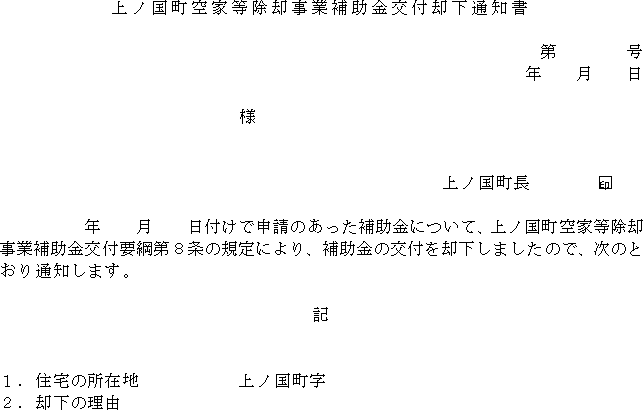 上ノ国町空家等除却事業補助金交付却下通知書
第　　　　号
年　　月　　日
様
上ノ国町長　　　　印
年　　月　　日付けで申請のあった補助金について、上ノ国町空家等除却
事業補助金交付要綱第８条の規定により、補助金の交付を却下しましたので、次のと
おり通知します。
記
１．住宅の所在地　　　　　　上ノ国町字
２．却下の理由